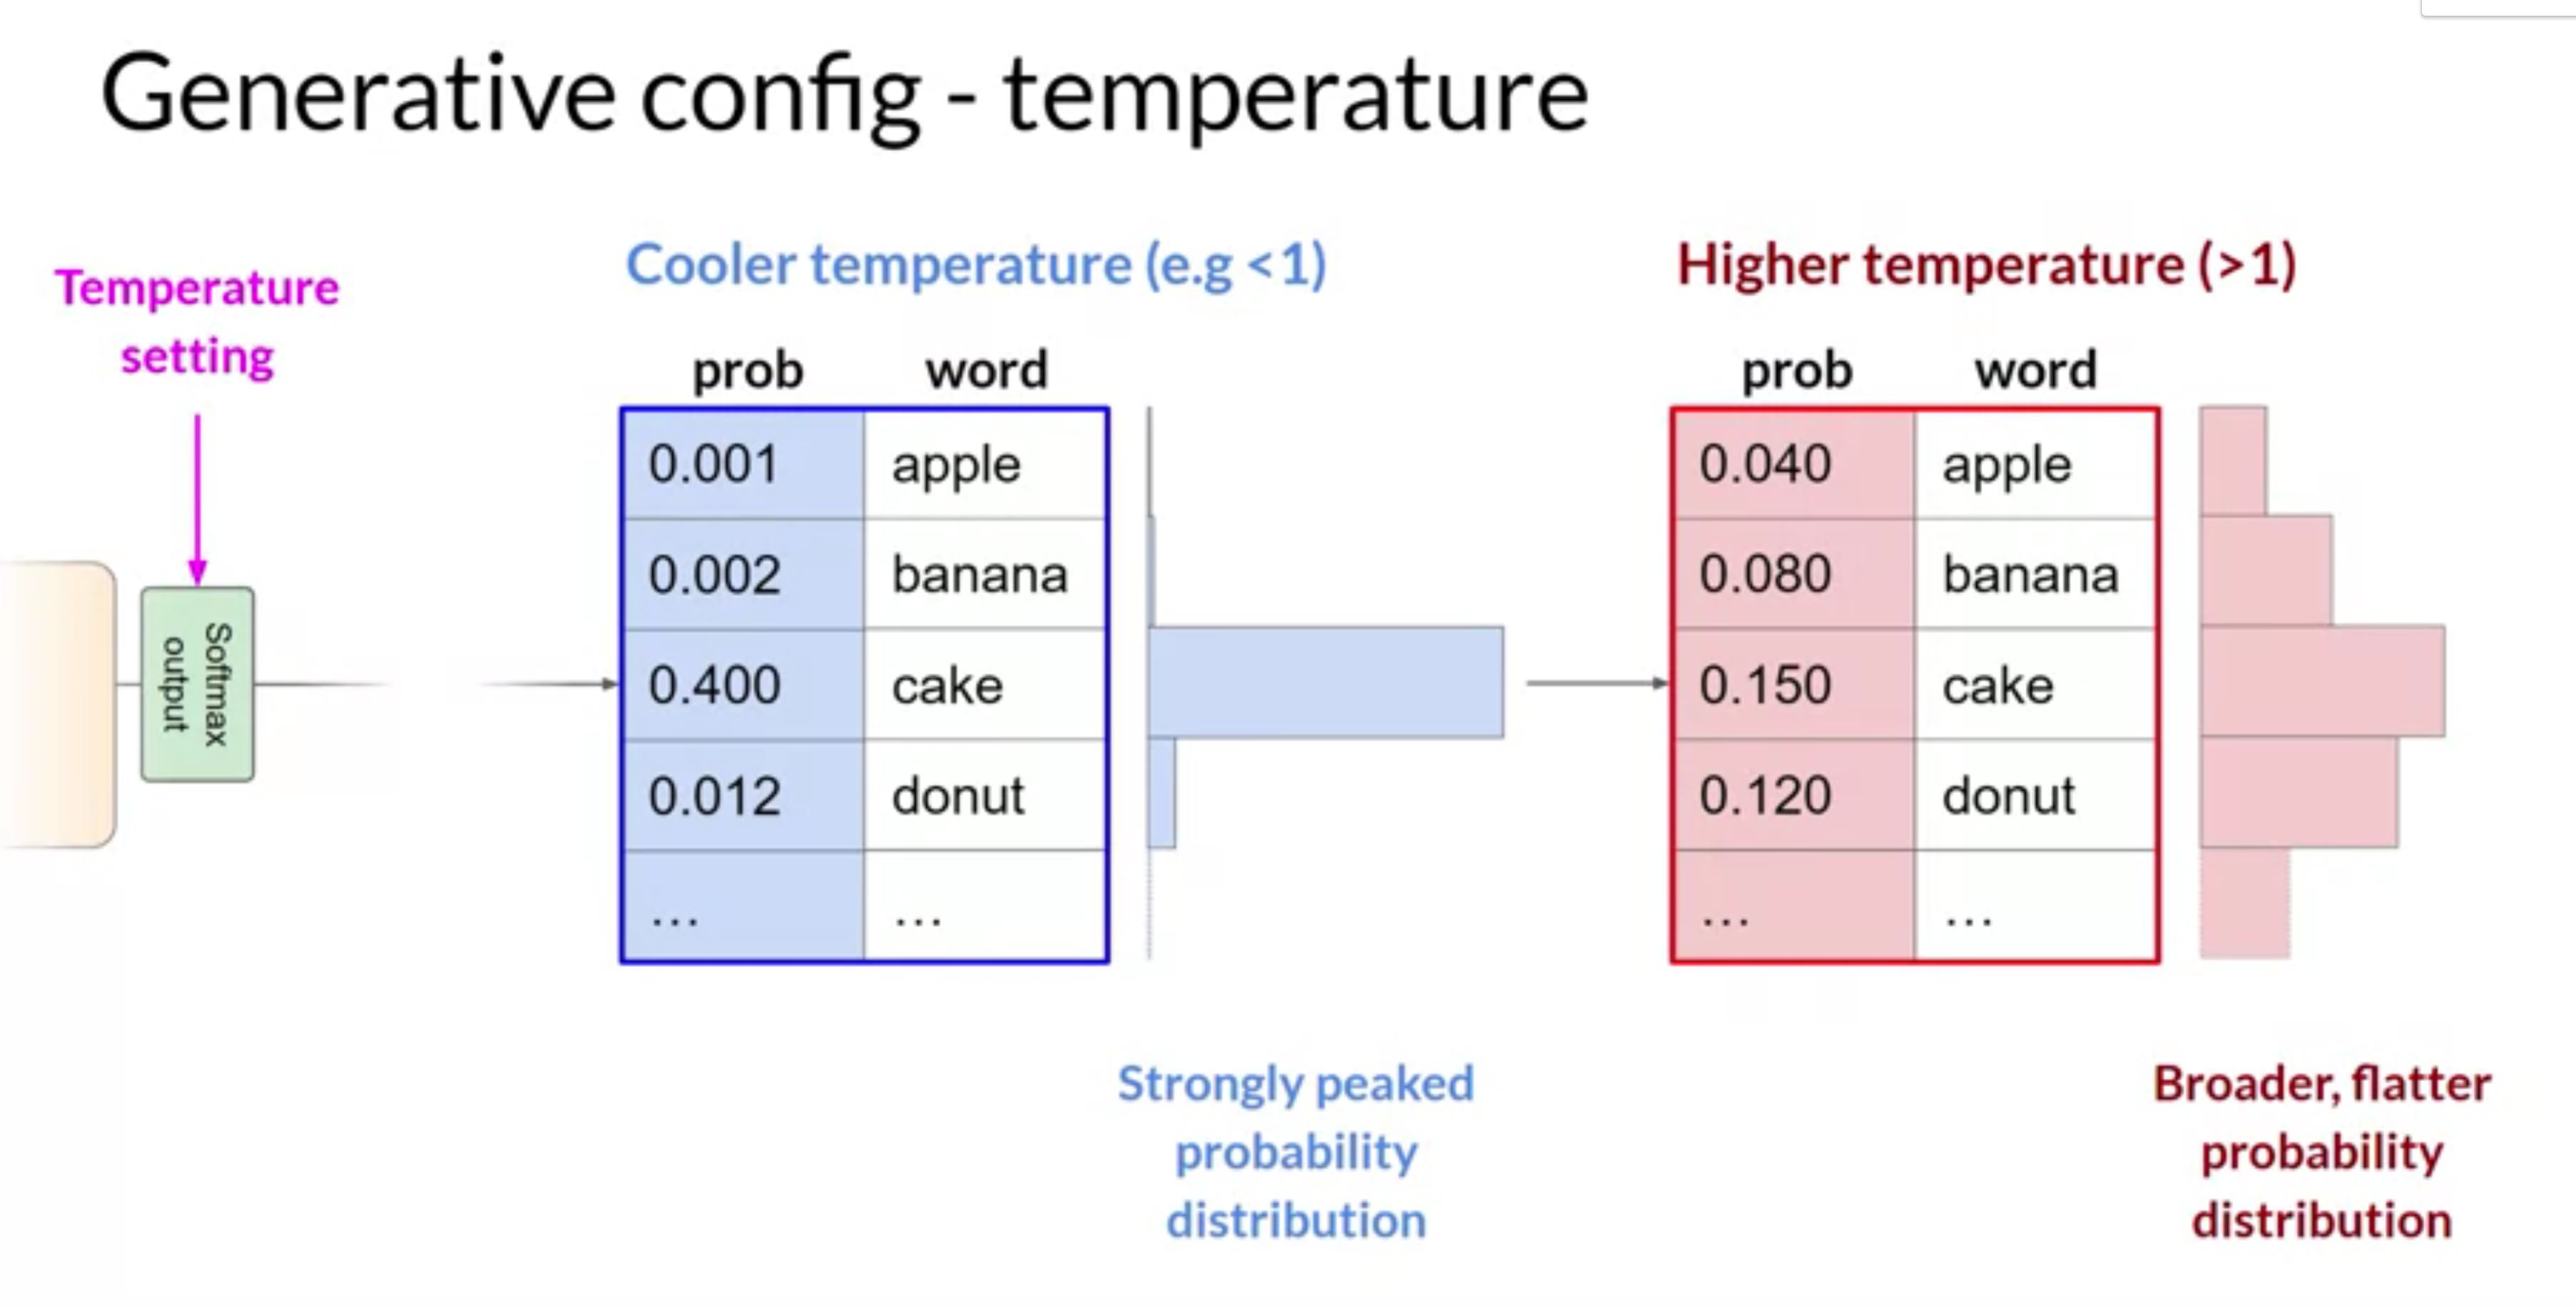 Generative config - temperature
Temperature
setting
Softmax
output
Cooler temperature (e.g <1)
prob word
0.001 apple
0.002 banana
0.400 cake
0.012 donut
... ...
Strongly peaked
probability
distribution
Higher temperature (>1)
prob word
0.040 apple
0.080 banana
0.150 cake
0.120 donut
... ...
Broader, flatter
probability
distribution